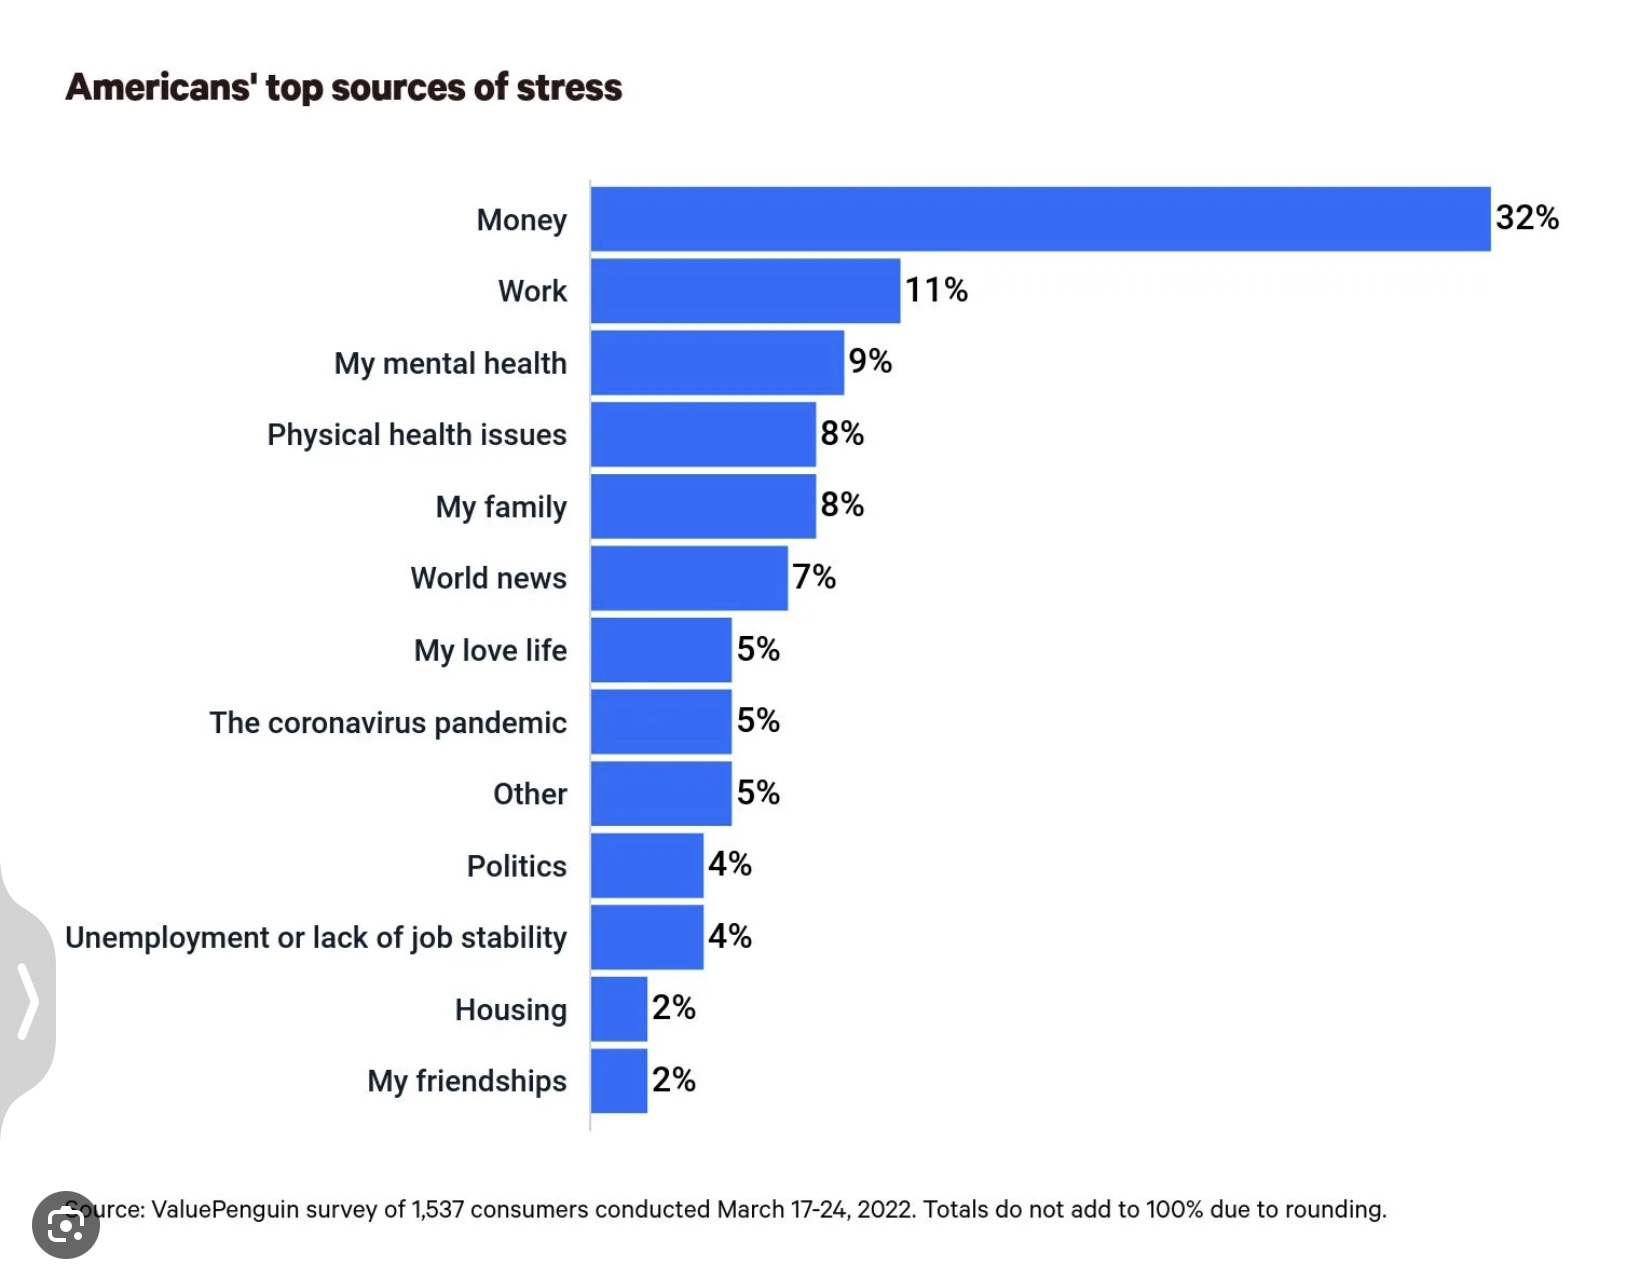 Americans' top sources of stress
Money 32%
Work 11%
My mental health 9%
Physical health issues 8%
My family 8%
World news 7%
My love life 5%
The coronavirus pandemic 5%
Other 5%
Politics 4%
Unemployment or lack of job stability 4%
Housing 2%
My friendships 2%
Source: ValuePenguin survey of 1,537 consumers conducted March 17-24, 2022. Totals do not add to 100% due to rounding.